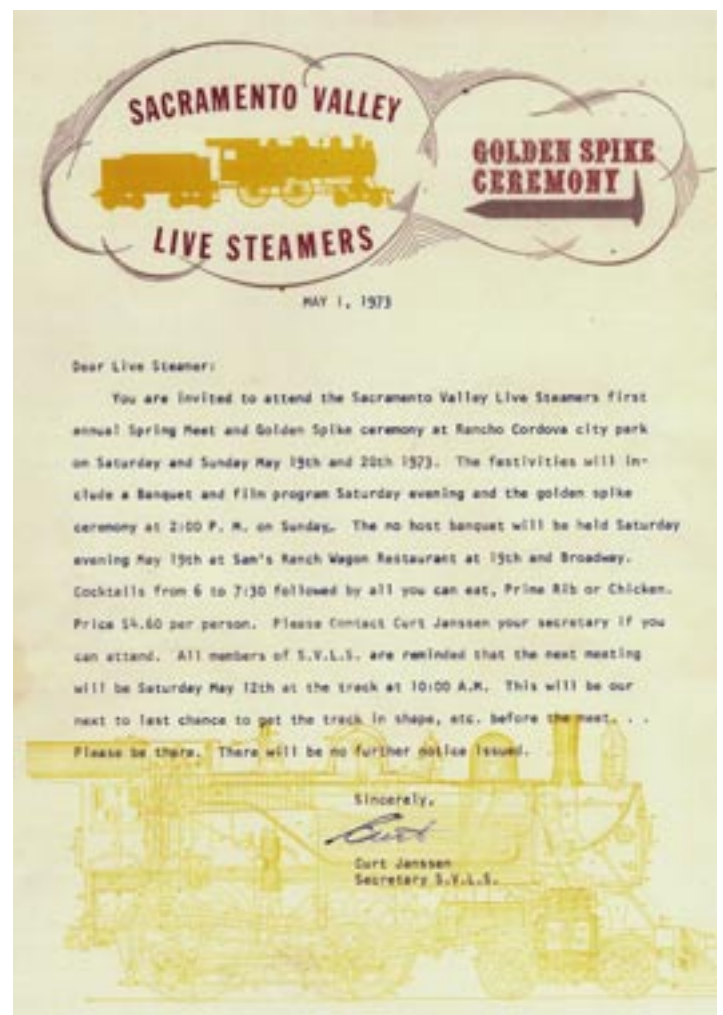 SACRAMENTO VALLEY
LIVE STEAMERS
GOLDEN SPIKE
CEREMONY
MAY 1, 1973
Dear Live Steamer:
You are invited to attend the Sacramento Valley Live Steamers first
annual Spring Meet and Golden Spike ceremony at Rancho Cordova city park
on Saturday and Sunday May 19th and 20th 1973. The festivities will in-
clude a Banquet and film program Saturday evening and the golden spike
ceremony at 2:00 P. M. on Sunday. The no host banquet will be held Saturday
evening May 19th at Sam's Ranch Wagon Restaurant at 19th and Broadway.
Cocktails from 6 to 7:30 followed by all you can eat, Prime Rib or Chicken.
Price $4.60 per person. Please Contact Curt Janssen your secretary if you
can attend. All members of S.V.L.S. are reminded that the next meeting
will be Saturday May 12th at the track at 10:00 A.M. This will be our
next to last chance to get the track in shape, etc. before the meet. . .
Please be there. There will be no further notice issued.
Sincerely,
Curt
Curt Janssen
Secretary S.V.L.S.